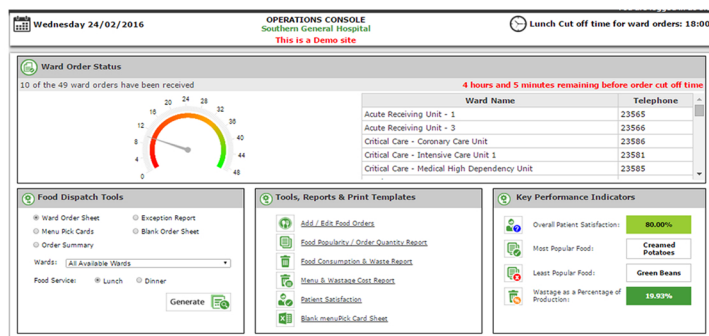 Wednesday 24/02/2016
OPERATIONS CONSOLE
Southern General Hospital
This is a Demo site
Lunch Cut off time for ward orders: 18:00
Ward Order Status
10 of the 49 ward orders have been received
4 hours and 5 minutes remaining before order cut off time
0
4
8
12
16
20
24
28
32
36
40
44
48
Ward Name Telephone
Acute Receiving Unit - 1 23565
Acute Receiving Unit - 3 23566
Critical Care - Coronary Care Unit 23586
Critical Care - Intensive Care Unit 1 23581
Critical Care - Medical High Dependency Unit 23585
Food Dispatch Tools
Ward Order Sheet Exception Report
Menu Pick Cards Blank Order Sheet
Order Summary
Wards: All Available Wards
Food Service: Lunch Dinner
Generate
Tools, Reports & Print Templates
Add / Edit Food Orders
Food Popularity / Order Quantity Report
Food Consumption & Waste Report
Menu & Wastage Cost Report
Patient Satisfaction
Blank menuPick Card Sheet
Key Performance Indicators
Overall Patient Satisfaction: 80.00%
Most Popular Food: Creamed Potatoes
Least Popular Food: Green Beans
Wastage as a Percentage of Production: 19.93%